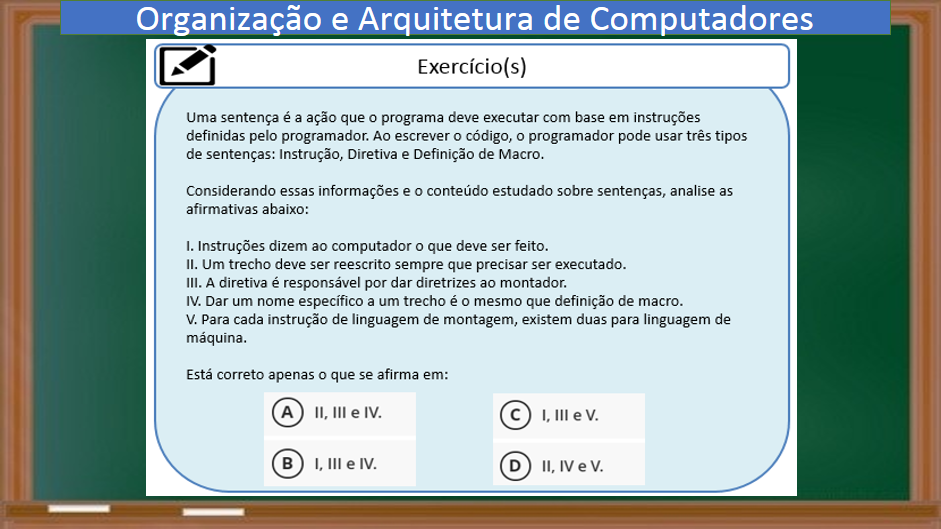 Organização e Arquitetura de Computadores
Exercício(s)
Uma sentença é a ação que o programa deve executar com base em instruções
definidas pelo programador. Ao escrever o código, o programador pode usar três tipos
de sentenças: Instrução, Diretiva e Definição de Macro.
Considerando essas informações e o conteúdo estudado sobre sentenças, analise as
afirmativas abaixo:
I. Instruções dizem ao computador o que deve ser feito.
II. Um trecho deve ser reescrito sempre que precisar ser executado.
III. A diretiva é responsável por dar diretrizes ao montador.
IV. Dar um nome específico a um trecho é o mesmo que definição de macro.
V. Para cada instrução de linguagem de montagem, existem duas para linguagem de
máquina.
Está correto apenas o que se afirma em:
A II, III e IV.
B I, III e IV.
C I, III e V.
D II, IV e V.